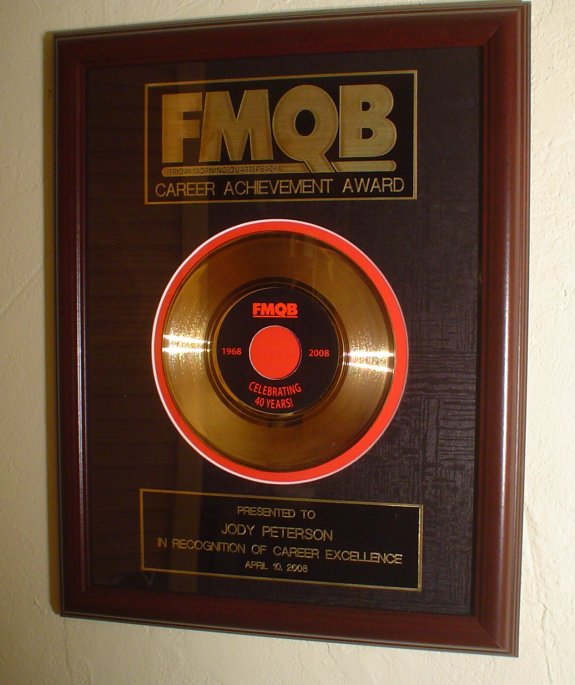 FMQB
FRIDAY MORNING QUARTERBACK
CAREER ACHIEVEMENT AWARD
FMQB
1968 2008
CELEBRATING
40 YEARS!
PRESENTED TO
JODY PETERSON
IN RECOGNITION OF CAREER EXCELLENCE
APRIL 10, 2008